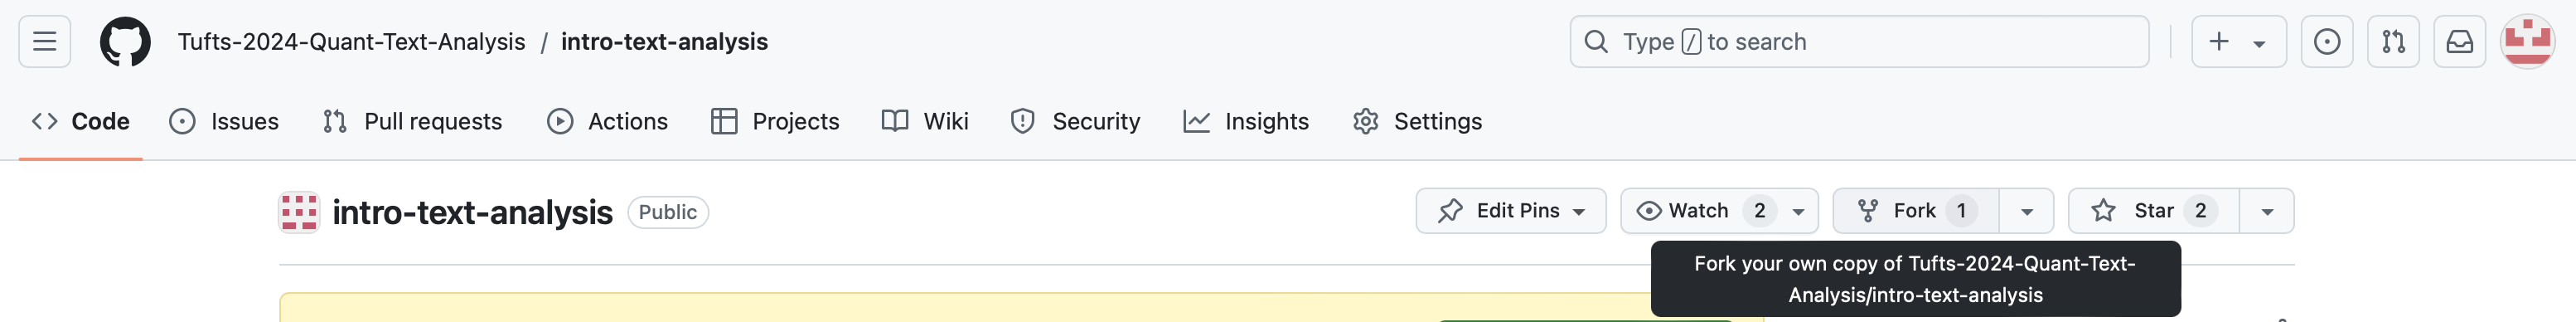 Tufts-2024-Quant-Text-Analysis / intro-text-analysis
Type / to search
Code Issues Pull requests Actions Projects Wiki Security Insights Settings
intro-text-analysis Public
Edit Pins Watch 2 Fork 1 Star 2
Fork your own copy of Tufts-2024-Quant-Text-
Analysis/intro-text-analysis